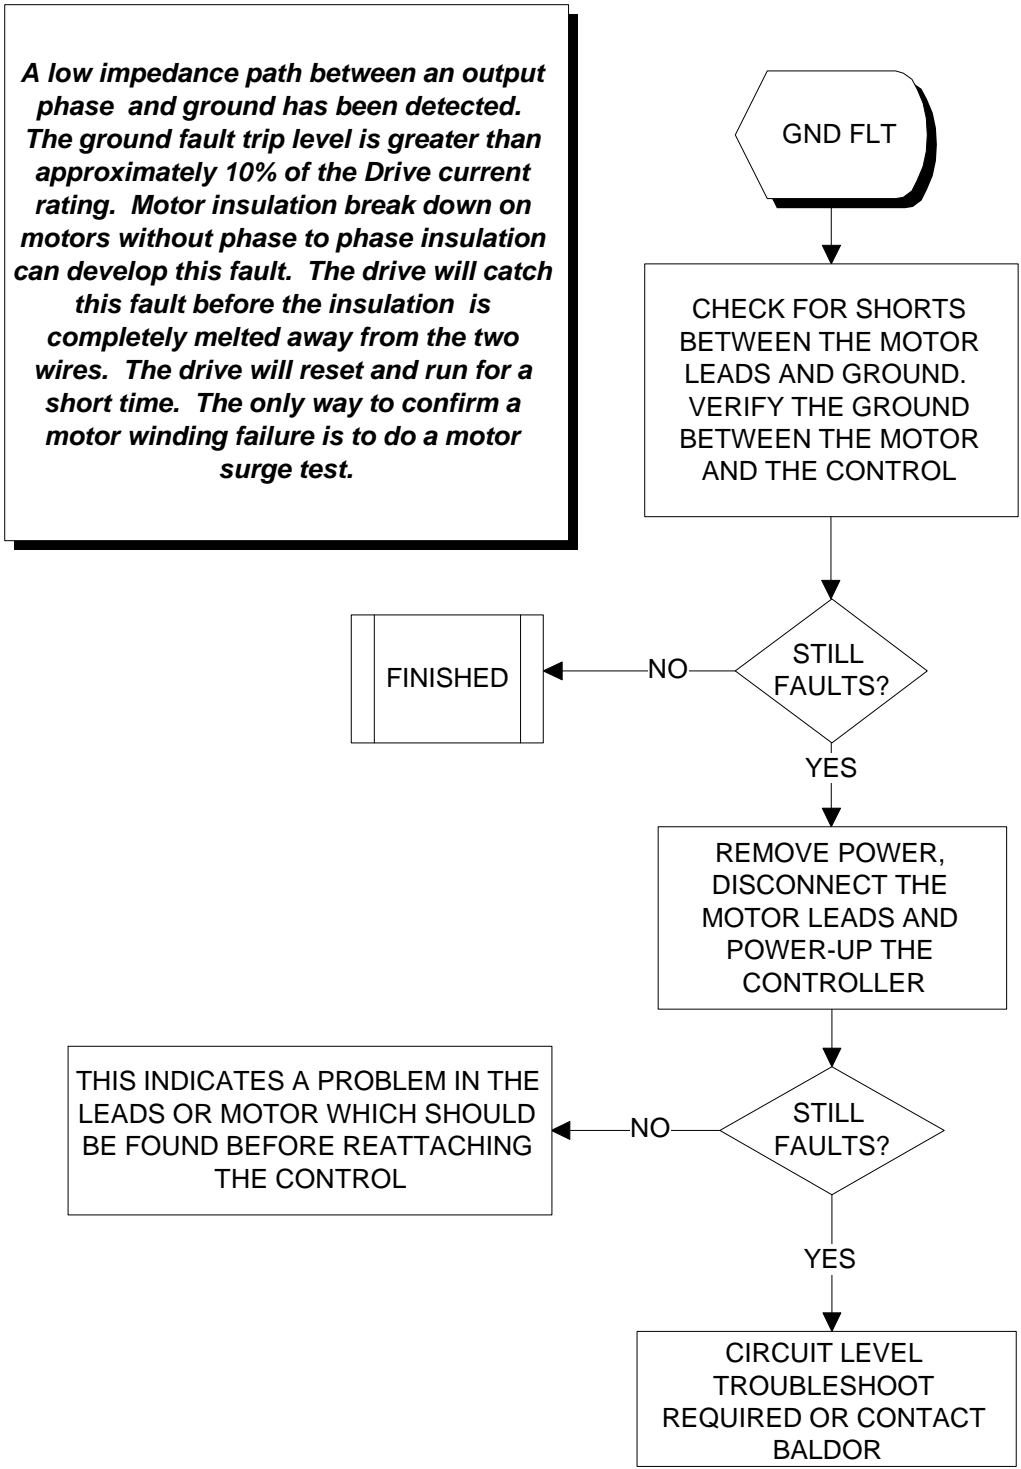 A low impedance path between an output
phase and ground has been detected.
The ground fault trip level is greater than
approximately 10% of the Drive current
rating. Motor insulation break down on
motors without phase to phase insulation
can develop this fault. The drive will catch
this fault before the insulation is
completely melted away from the two
wires. The drive will reset and run for a
short time. The only way to confirm a
motor winding failure is to do a motor
surge test.
GND FLT
CHECK FOR SHORTS
BETWEEN THE MOTOR
LEADS AND GROUND.
VERIFY THE GROUND
BETWEEN THE MOTOR
AND THE CONTROL
STILL
FAULTS?
NO
FINISHED
YES
REMOVE POWER,
DISCONNECT THE
MOTOR LEADS AND
POWER-UP THE
CONTROLLER
STILL
FAULTS?
NO
THIS INDICATES A PROBLEM IN THE
LEADS OR MOTOR WHICH SHOULD
BE FOUND BEFORE REATTACHING
THE CONTROL
YES
CIRCUIT LEVEL
TROUBLESHOOT
REQUIRED OR CONTACT
BALDOR